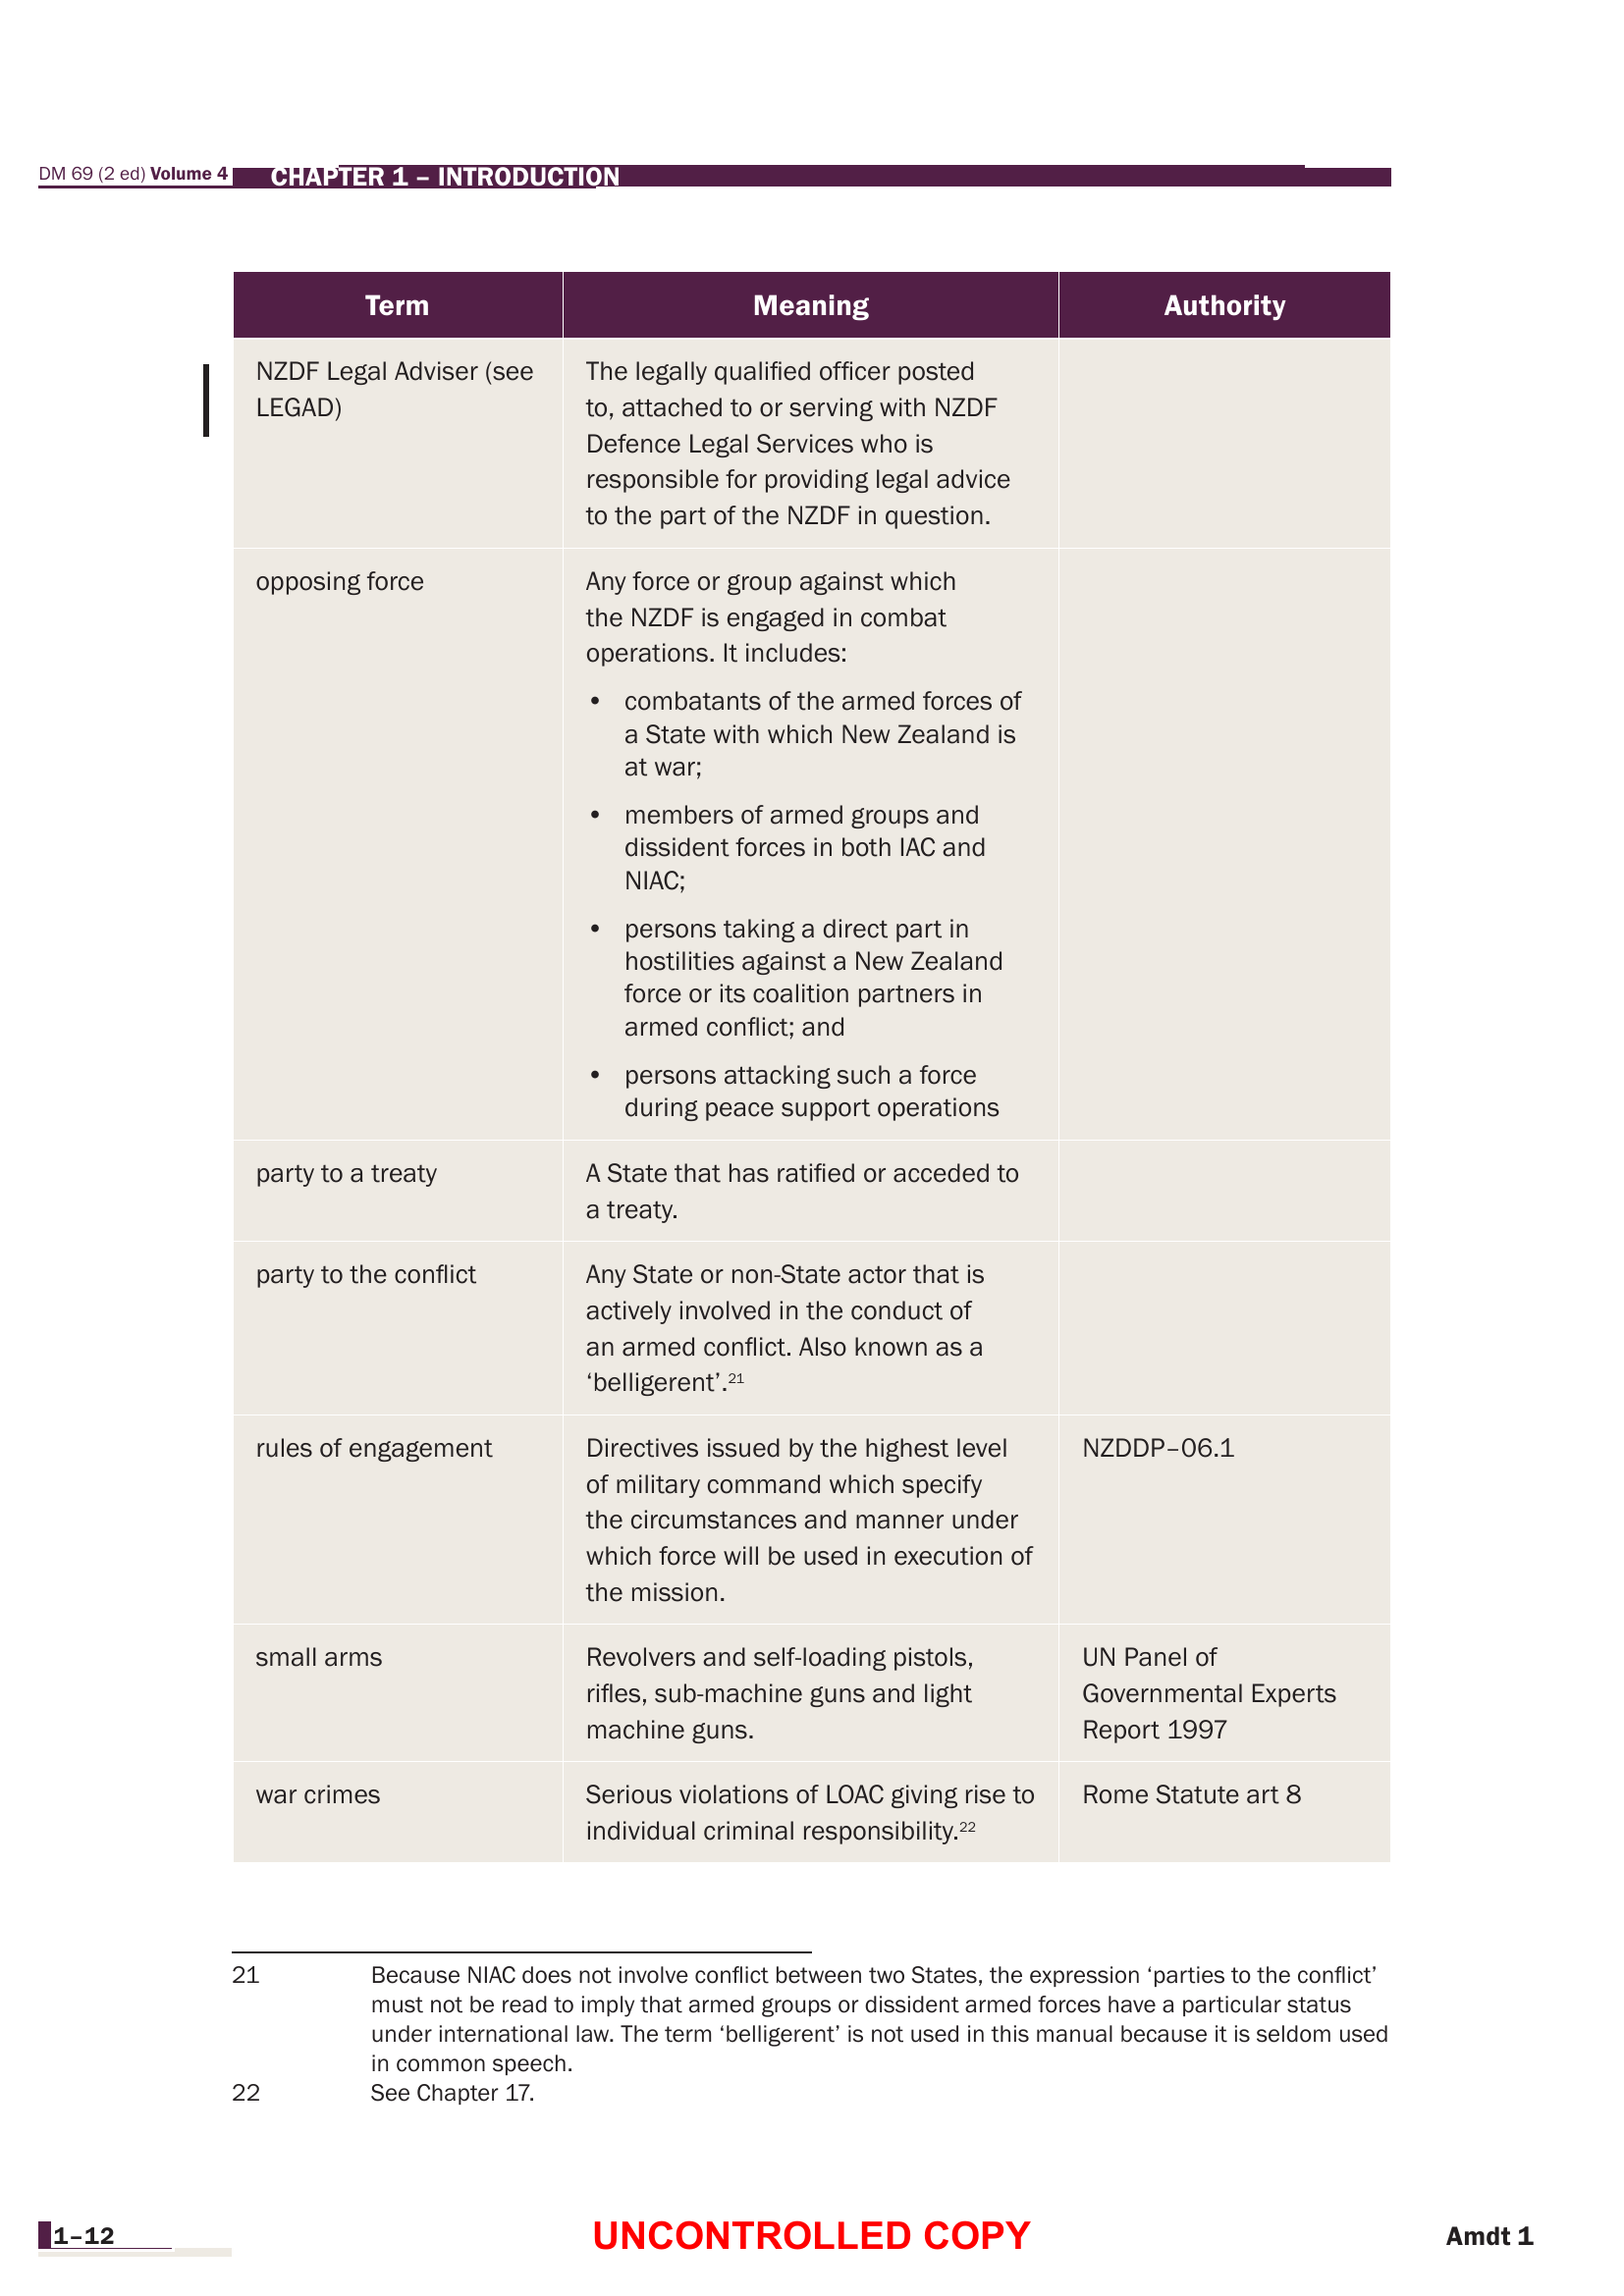 DM 69 (2 ed) Volume 4
CHAPTER 1 – INTRODUCTION
Term
Meaning
Authority
NZDF Legal Adviser (see
LEGAD)
The legally qualified officer posted
to, attached to or serving with NZDF
Defence Legal Services who is
responsible for providing legal advice
to the part of the NZDF in question.
opposing force
Any force or group against which
the NZDF is engaged in combat
operations. It includes:
• combatants of the armed forces of
a State with which New Zealand is
at war;
• members of armed groups and
dissident forces in both IAC and
NIAC;
• persons taking a direct part in
hostilities against a New Zealand
force or its coalition partners in
armed conflict; and
• persons attacking such a force
during peace support operations
party to a treaty
A State that has ratified or acceded to
a treaty.
party to the conflict
Any State or non-State actor that is
actively involved in the conduct of
an armed conflict. Also known as a
‘belligerent’.21
rules of engagement
Directives issued by the highest level
of military command which specify
the circumstances and manner under
which force will be used in execution of
the mission.
NZDDP–06.1
small arms
Revolvers and self-loading pistols,
rifles, sub-machine guns and light
machine guns.
UN Panel of
Governmental Experts
Report 1997
war crimes
Serious violations of LOAC giving rise to
individual criminal responsibility.22
Rome Statute art 8
21 Because NIAC does not involve conflict between two States, the expression ‘parties to the conflict’
must not be read to imply that armed groups or dissident armed forces have a particular status
under international law. The term ‘belligerent’ is not used in this manual because it is seldom used
in common speech.
22 See Chapter 17.
1–12
UNCONTROLLED COPY
Amdt 1